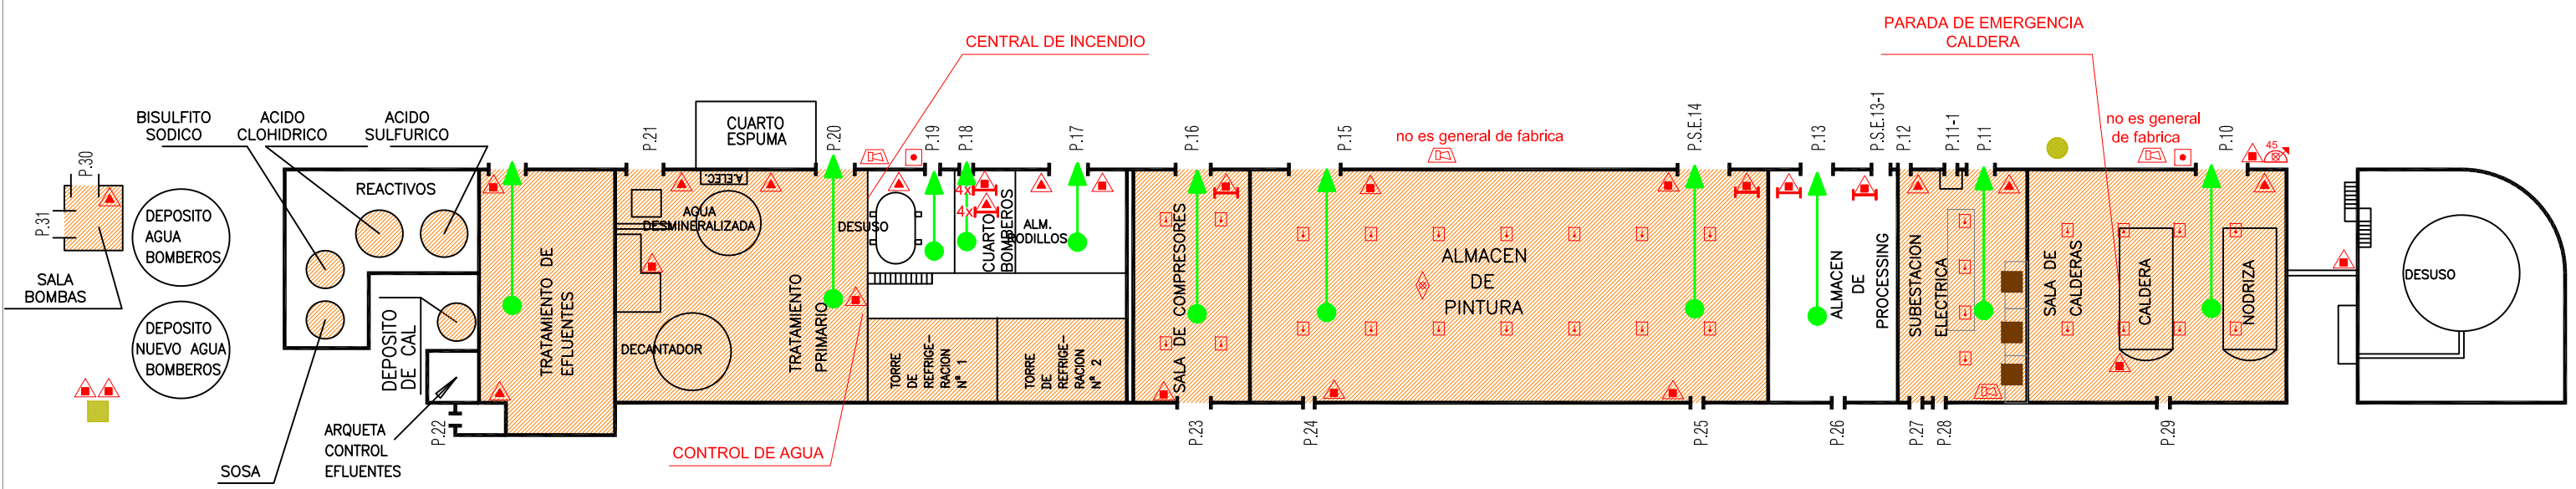 PARADA DE EMERGENCIA
CALDERA
CENTRAL DE INCENDIO
BISULFITO
SODICO
ACIDO
CLOHIDRICO
ACIDO
SULFURICO
CUARTO
ESPUMA
no es general de fabrica
no es general
de fabrica
P.30
P.31
P.21
P.20
P.19
P.18
P.17
P.16
P.15
P.S.E.14
P.13
P.S.E.13-1
P.12
P.11-1
P.11
P.10
45
A.ELEC.
REACTIVOS
DEPOSITO
AGUA
BOMBEROS
SALA
BOMBAS
DEPOSITO
NUEVO AGUA
BOMBEROS
DEPOSITO
DE CAL
ARQUETA
CONTROL
EFLUENTES
SOSA
P.22
TRATAMIENTO DE
EFLUENTES
AGUA
DESMINERALIZADA
DECANTADOR
TRATAMIENTO
PRIMARIO
DESUSO
4x
4x
CUARTO
BOMBEROS
ALM.
RODILLOS
TORRE
DE
REFRIGE-
RACION
Nº 1
TORRE
DE
REFRIGE-
RACION
Nº 2
CONTROL DE AGUA
SALA DE COMPRESORES
ALMACEN
DE
PINTURA
ALMACEN
DE
PROCESSING
SUBESTACION
ELECTRICA
SALA DE
CALDERAS
CALDERA
NODRIZA
DESUSO
P.23
P.24
P.25
P.26
P.27
P.28
P.29